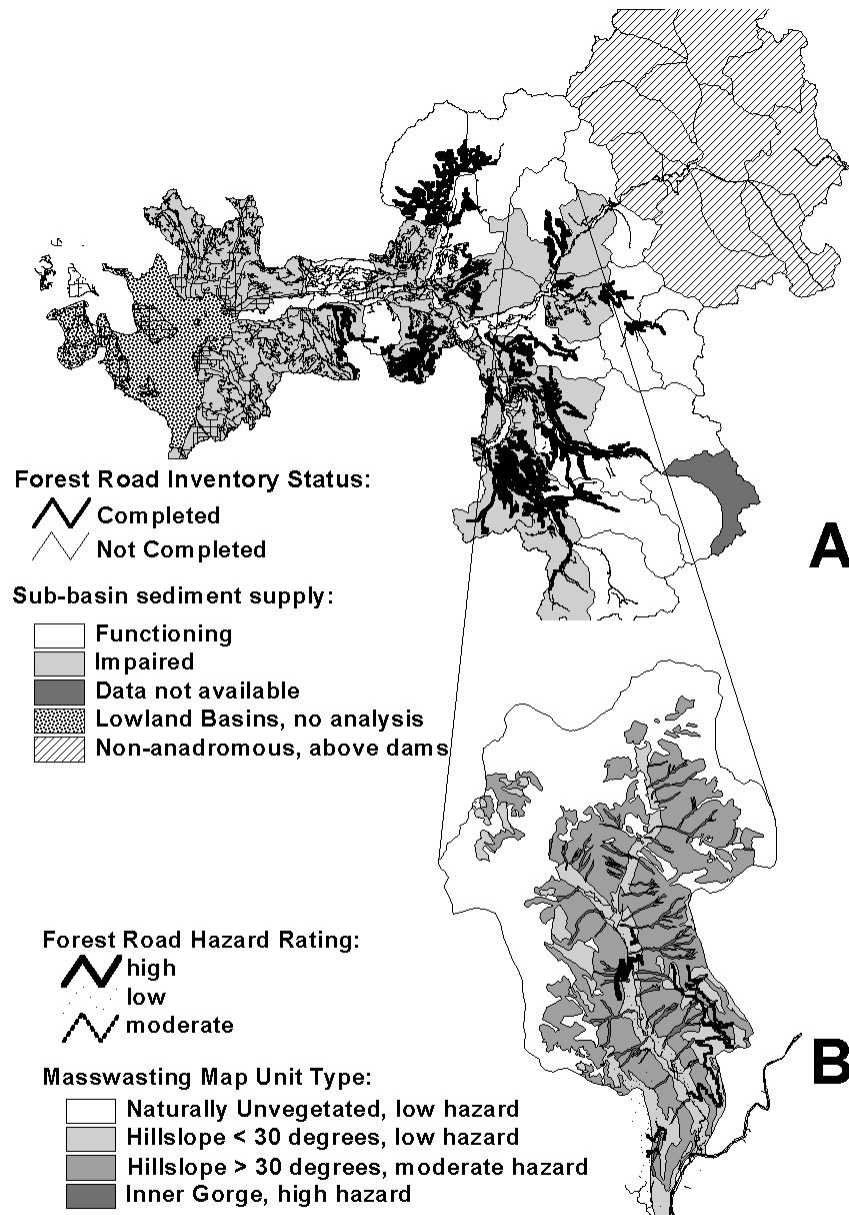 Forest Road Inventory Status:
Completed
Not Completed
A
Sub-basin sediment supply:
Functioning
Impaired
Data not available
Lowland Basins, no analysis
Non-anadromous, above dams
Forest Road Hazard Rating:
high
low
moderate
B
Masswasting Map Unit Type:
Naturally Unvegetated, low hazard
Hillslope < 30 degrees, low hazard
Hillslope > 30 degrees, moderate hazard
Inner Gorge, high hazard